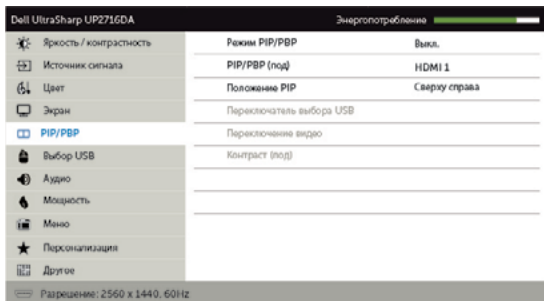 Dell UltraSharp UP2716DA Энергопотребление
Яркость / контрастность Режим PIP/PBP Выкл.
Источник сигнала PIP/PBP (под) HDMI 1
Цвет Положение PIP Сверху справа
Экран Переключатель выбора USB
PIP/PBP Переключение видео
Выбор USB Контраст (под)
Аудио
Мощность
Меню
Персонализация
Другое
Разрешение: 2560 x 1440, 60Hz